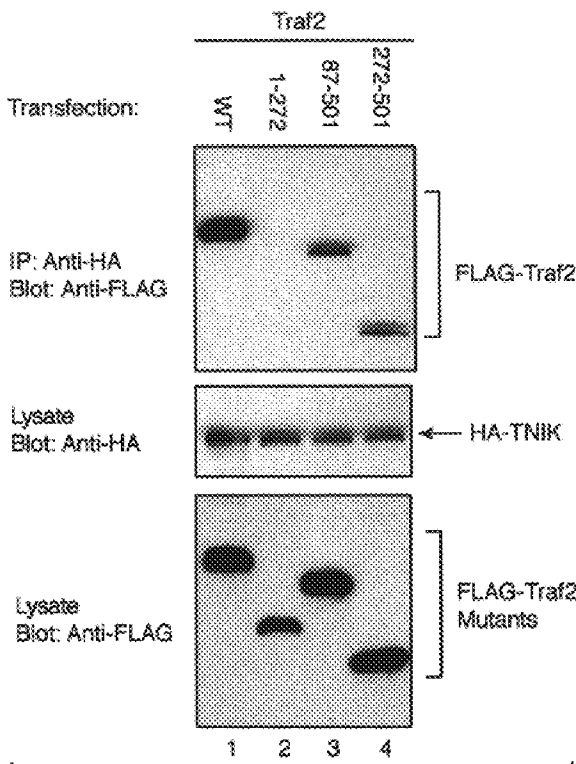 Traf2
Transfection:
WT
1-272
87-501
272-501
IP: Anti-HA
Blot: Anti-FLAG
FLAG-Traf2
Lysate
Blot: Anti-HA
HA-TNIK
Lysate
Blot: Anti-FLAG
FLAG-Traf2
Mutants
1 2 3 4